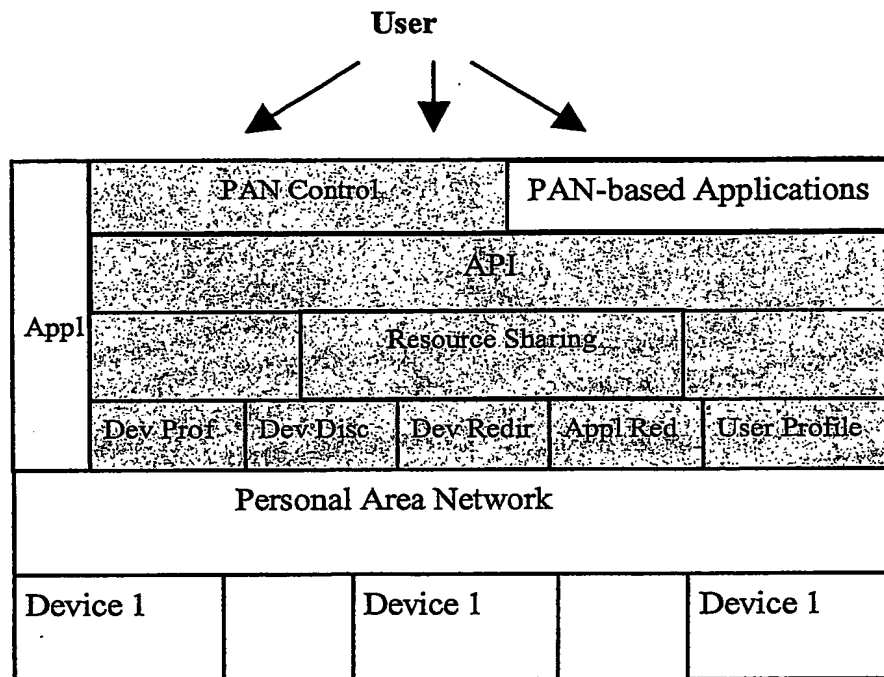 User
PAN Control
PAN-based Applications
API
Appl
Resource Sharing
Dev Prof
Dev Disc
Dev Redir
Appl Red
User Profile
Personal Area Network
Device 1
Device 1
Device 1